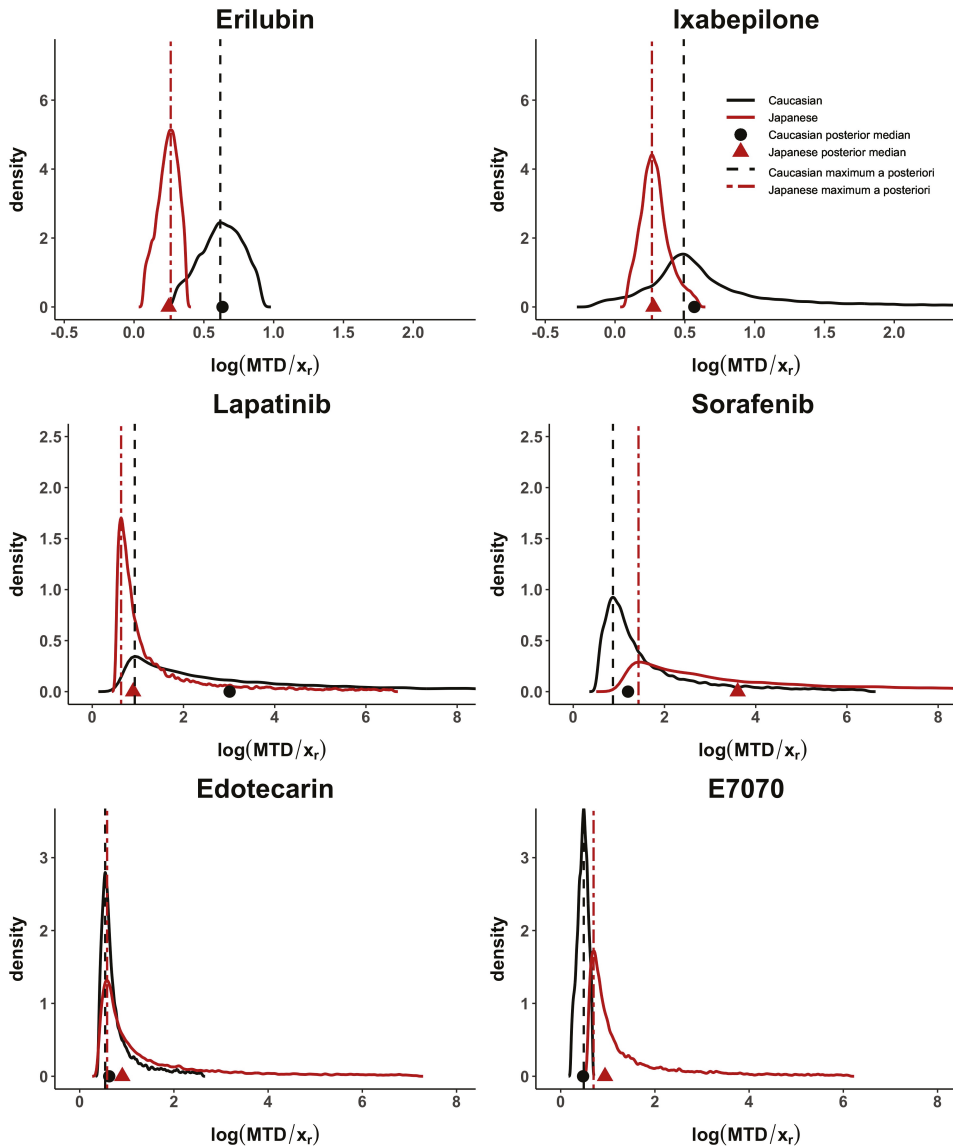 Erilubin
density
6
4
2
0
-0.5 0.0 0.5 1.0 1.5 2.0
log(MTD/xr)
Ixabepilone
density
6
4
2
0
Caucasian
Japanese
Caucasian posterior median
Japanese posterior median
Caucasian maximum a posteriori
Japanese maximum a posteriori
-0.5 0.0 0.5 1.0 1.5 2.0
log(MTD/xr)
Lapatinib
density
2.5
2.0
1.5
1.0
0.5
0.0
0 2 4 6 8
log(MTD/xr)
Sorafenib
density
2.5
2.0
1.5
1.0
0.5
0.0
0 2 4 6 8
log(MTD/xr)
Edotecarin
density
3
2
1
0
0 2 4 6 8
log(MTD/xr)
E7070
density
3
2
1
0
0 2 4 6 8
log(MTD/xr)